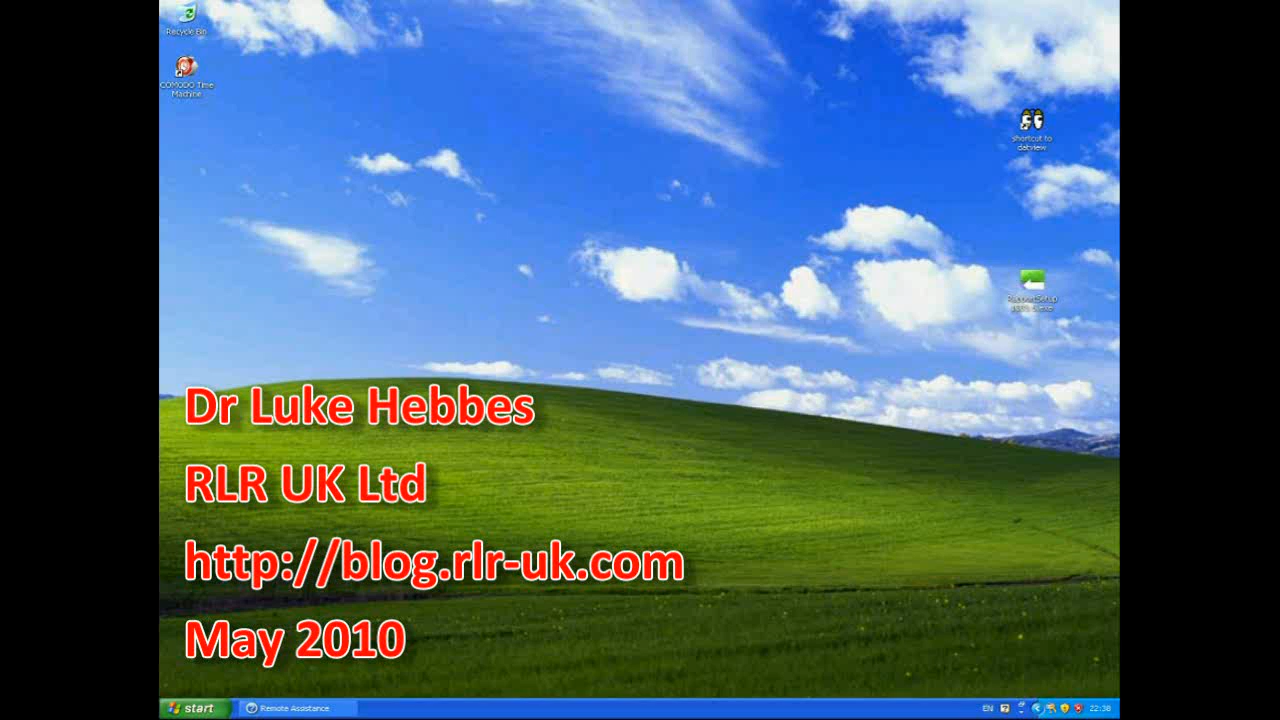 Recycle Bin
COMODO Time
Machine
shortcut to
datview
Dr Luke Hebbes
RLR UK Ltd
http://blog.rlr-uk.com
May 2010
start
Remote Assistance
EN
22:38